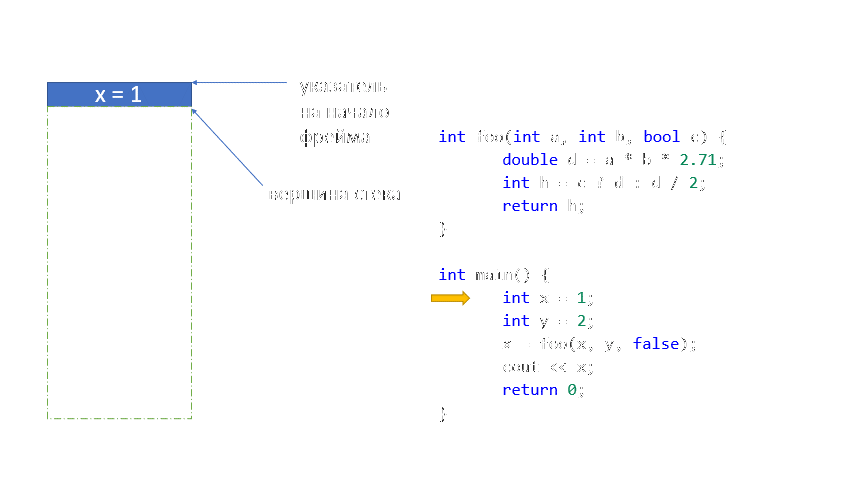 x = 1
указатель
на начало
фрейма
вершина стека
int foo(int a, int b, bool c) {
double d = a * b * 2.71;
int h = c ? d : d / 2;
return h;
}
int main() {
int x = 1;
int y = 2;
x = foo(x, y, false);
cout << x;
return 0;
}